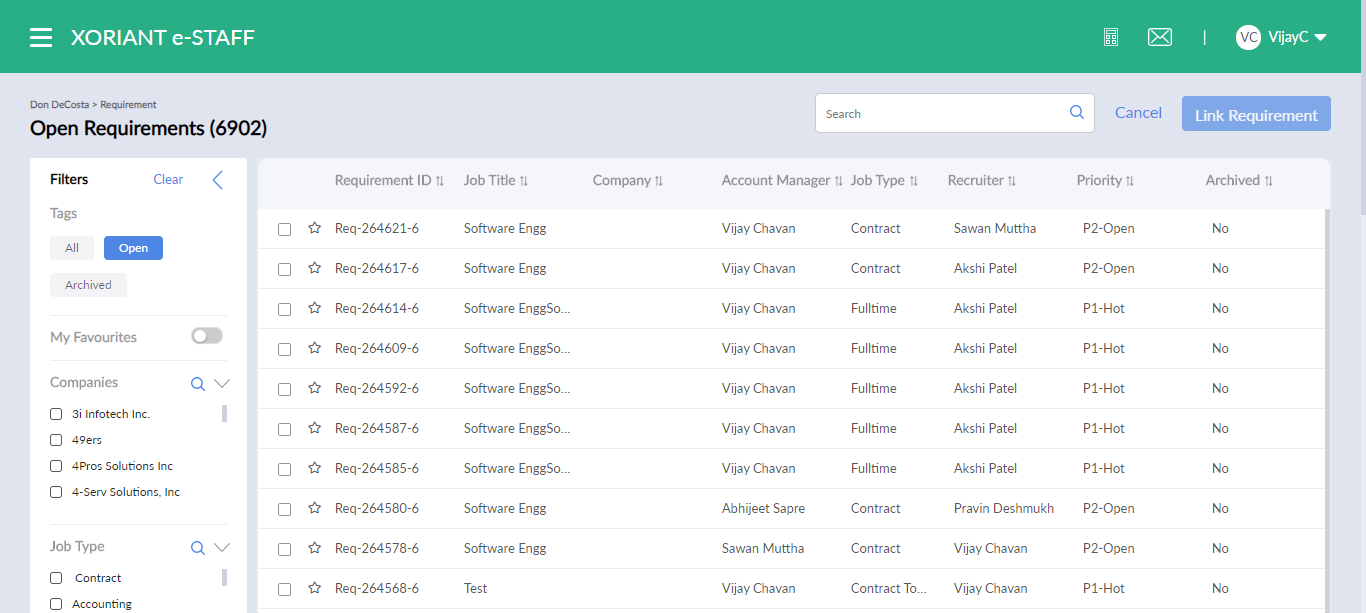 XORIANT e-STAFF
|
VC VijayC
Don DeCosta > Requirement
Open Requirements (6902)
Search
Cancel
Link Requirement
Filters Clear
Tags
All Open
Archived
My Favourites
Companies
3i Infotech Inc.
49ers
4Pros Solutions Inc
4-Serv Solutions, Inc
Job Type
Contract
Accounting
Requirement ID Job Title Company Account Manager Job Type Recruiter Priority Archived
Req-264621-6 Software Engg Vijay Chavan Contract Sawan Muttha P2-Open No
Req-264617-6 Software Engg Vijay Chavan Contract Akshi Patel P2-Open No
Req-264614-6 Software EnggSo... Vijay Chavan Fulltime Akshi Patel P1-Hot No
Req-264609-6 Software EnggSo... Vijay Chavan Fulltime Akshi Patel P1-Hot No
Req-264592-6 Software EnggSo... Vijay Chavan Fulltime Akshi Patel P1-Hot No
Req-264587-6 Software EnggSo... Vijay Chavan Fulltime Akshi Patel P1-Hot No
Req-264585-6 Software EnggSo... Vijay Chavan Fulltime Akshi Patel P1-Hot No
Req-264580-6 Software Engg Abhijeet Sapre Contract Pravin Deshmukh P2-Open No
Req-264578-6 Software Engg Sawan Muttha Contract Vijay Chavan P2-Open No
Req-264568-6 Test Vijay Chavan Contract To... Vijay Chavan P1-Hot No